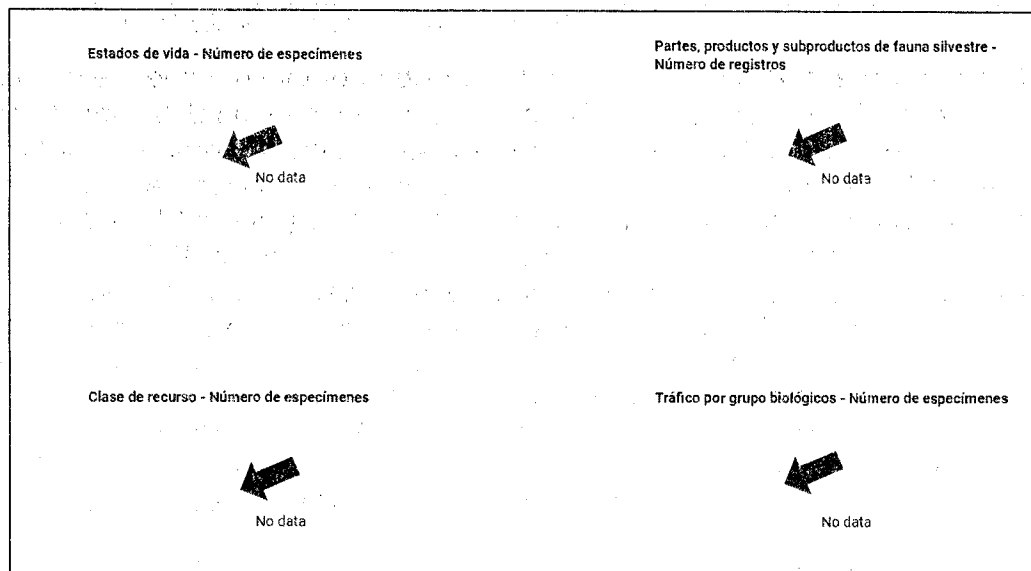 Estados de vida - Número de especímenes
Partes, productos y subproductos de fauna silvestre -
Número de registros
No data
No data
Clase de recurso - Número de especímenes
Tráfico por grupo biológicos - Número de especímenes
No data
No data